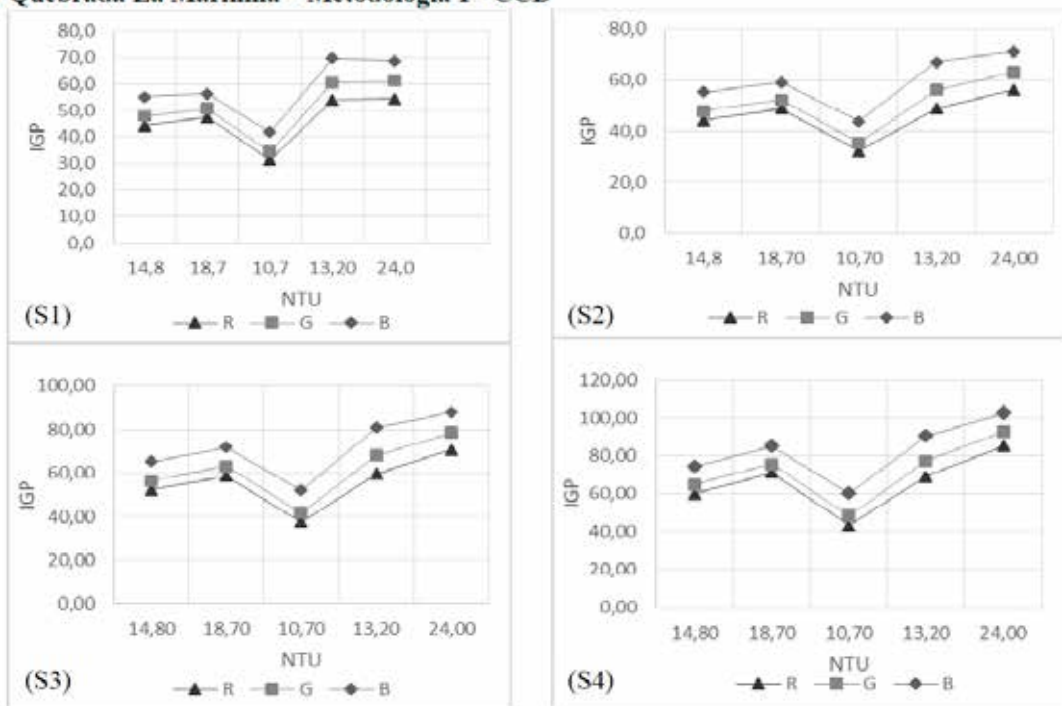 Quebrada La Marinilla – Metodología 1 - CCD
80,0
70,0
60,0
50,0
40,0
30,0
20,0
10,0
0,0
IGP
14,8 18,7 10,7 13,20 24,0
NTU
(S1)
R G B
80,0
60,0
40,0
20,0
0,0
IGP
14,8 18,70 10,70 13,20 24,00
NTU
(S2)
R G B
100,00
80,00
60,00
40,00
20,00
0,00
IGP
14,80 18,70 10,70 13,20 24,00
NTU
(S3)
R G B
120,00
100,00
80,00
60,00
40,00
20,00
0,00
IGP
14,80 18,70 10,70 13,20 24,00
NTU
(S4)
R G B